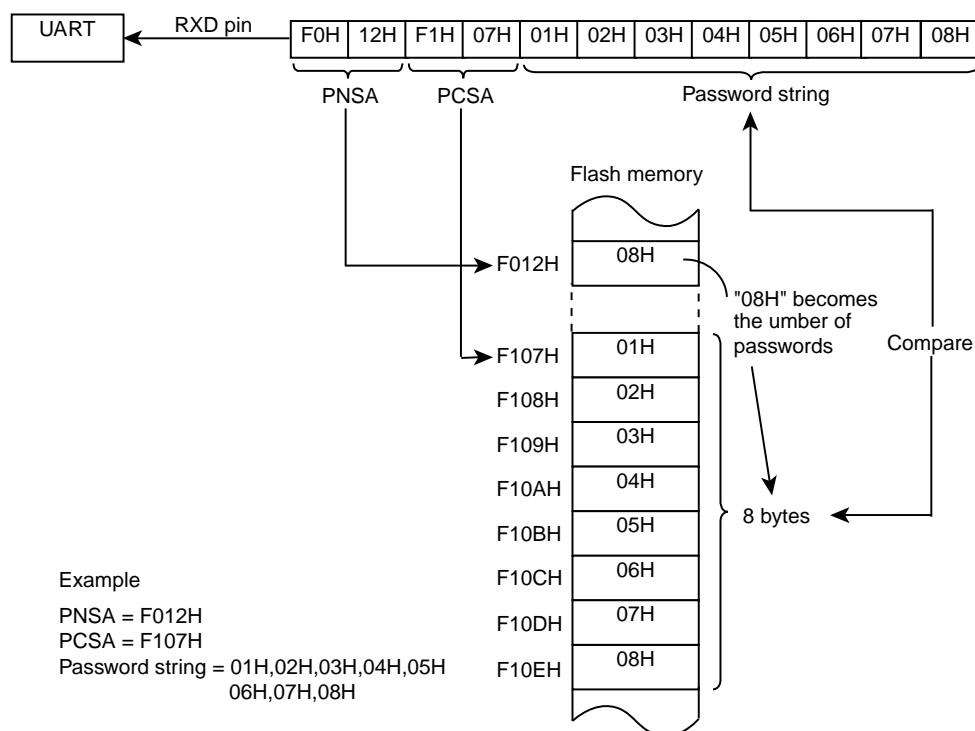 UART
RXD pin
F0H 12H F1H 07H 01H 02H 03H 04H 05H 06H 07H 08H
PNSA PCSA Password string
Flash memory
F012H 08H
"08H" becomes
the umber of
passwords
Compare
F107H 01H
F108H 02H
F109H 03H
F10AH 04H
F10BH 05H
8 bytes
F10CH 06H
F10DH 07H
F10EH 08H
Example
PNSA = F012H
PCSA = F107H
Password string = 01H,02H,03H,04H,05H
06H,07H,08H